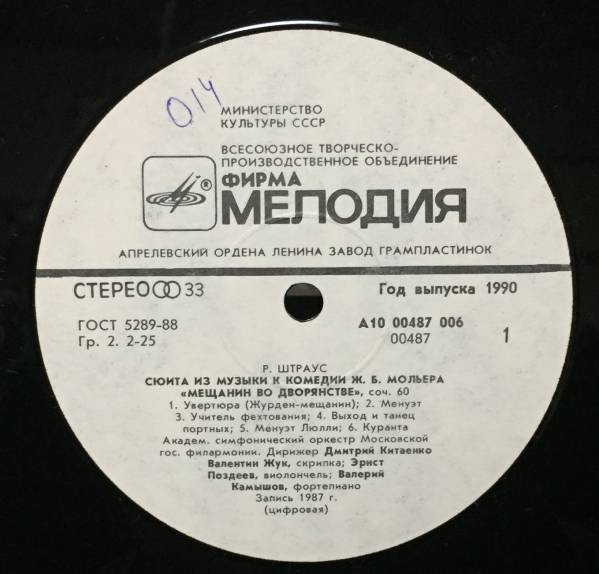 014
МИНИСТЕРСТВО
КУЛЬТУРЫ СССР
ВСЕСОЮЗНОЕ ТВОРЧЕСКО-
ПРОИЗВОДСТВЕННОЕ ОБЪЕДИНЕНИЕ
® ФИРМА
МЕЛОДИЯ
АПРЕЛЕВСКИЙ ОРДЕНА ЛЕНИНА ЗАВОД ГРАМПЛАСТИНОК
СТЕРЕО 33 Год выпуска 1990
ГОСТ 5289-88 А10 00487 006
Гр. 2. 2-25 00487 1
Р. ШТРАУС
СЮИТА ИЗ МУЗЫКИ К КОМЕДИИ Ж. Б. МОЛЬЕРА
«МЕЩАНИН ВО ДВОРЯНСТВЕ», соч. 60
1. Увертюра (Журден-мещанин); 2. Менуэт
3. Учитель фехтования; 4. Выход и танец
портных; 5. Менуэт Люлли; 6. Куранта
Академ. симфонический оркестр Московской
гос. филармонии. Дирижер Дмитрий Китаенко
Валентин Жук, скрипка; Эрнст
Поздеев, виолончель; Валерий
Камышов, фортепиано
Запись 1987 г.
(цифровая)